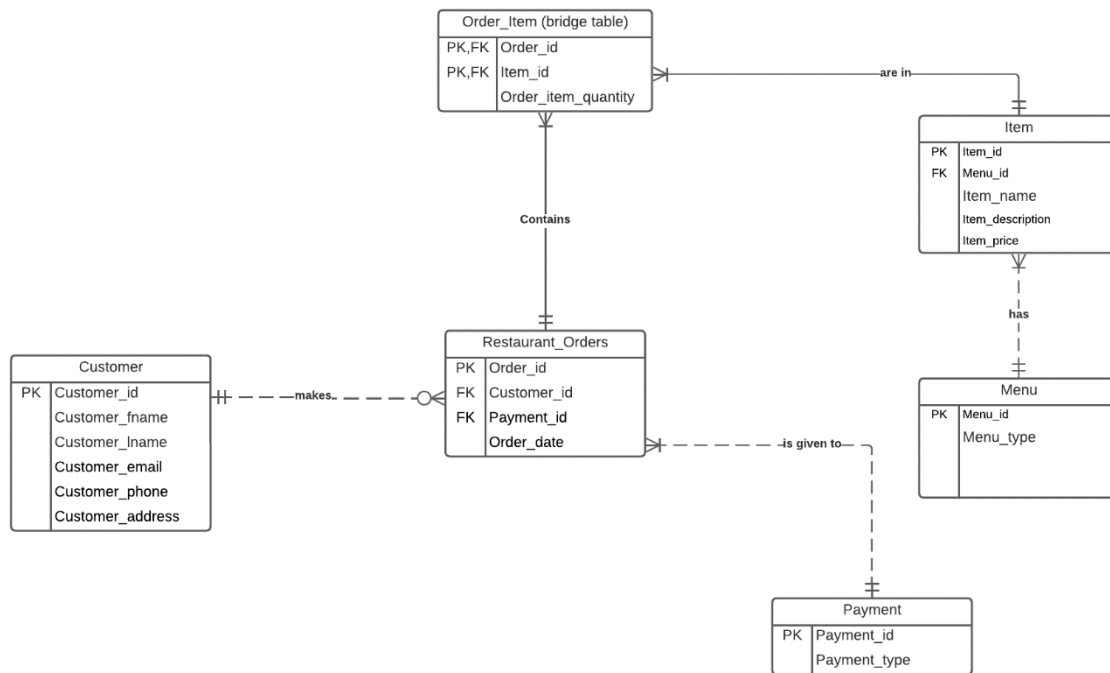 Order_Item (bridge table)
PK,FK Order_id
PK,FK Item_id
Order_item_quantity
are in
Item
PK Item_id
FK Menu_id
Item_name
Item_description
Item_price
Contains
has
Restaurant_Orders
PK Order_id
FK Customer_id
FK Payment_id
Order_date
Customer
PK Customer_id
Customer_fname
Customer_lname
Customer_email
Customer_phone
Customer_address
makes
Menu
PK Menu_id
Menu_type
is given to
Payment
PK Payment_id
Payment_type